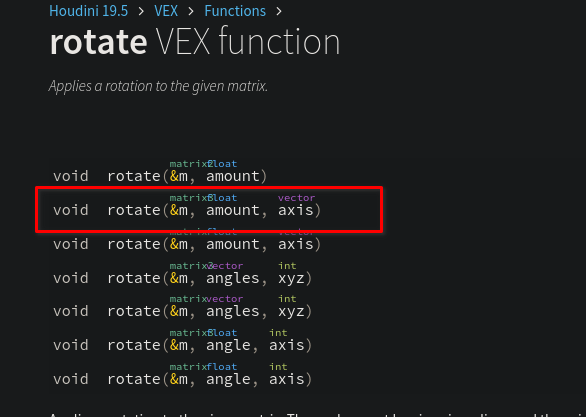 Houdini 19.5 > VEX > Functions >
rotate VEX function
Applies a rotation to the given matrix.
void rotate(matrix2 &m, float amount)
void rotate(matrix3 &m, float amount, vector axis)
void rotate(matrix &m, float amount, vector axis)
void rotate(matrix3 &m, vector angles, int xyz)
void rotate(matrix &m, vector angles, int xyz)
void rotate(matrix3 &m, float angle, int axis)
void rotate(matrix &m, float angle, int axis)